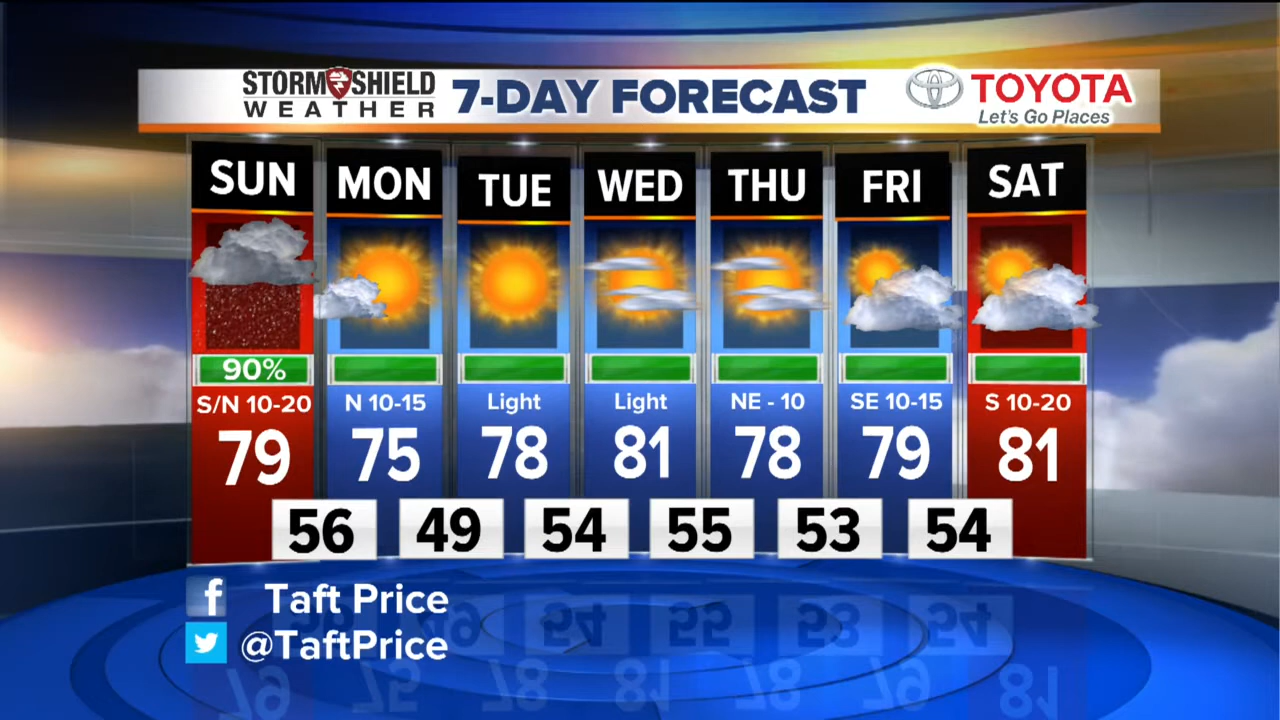 STORM SHIELD
WEATHER
7-DAY FORECAST
TOYOTA
Let's Go Places
SUN MON TUE WED THU FRI SAT
90%
S/N 10-20 N 10-15 Light Light NE - 10 SE 10-15 S 10-20
79 75 78 81 78 79 81
56 49 54 55 53 54
f Taft Price
@TaftPrice